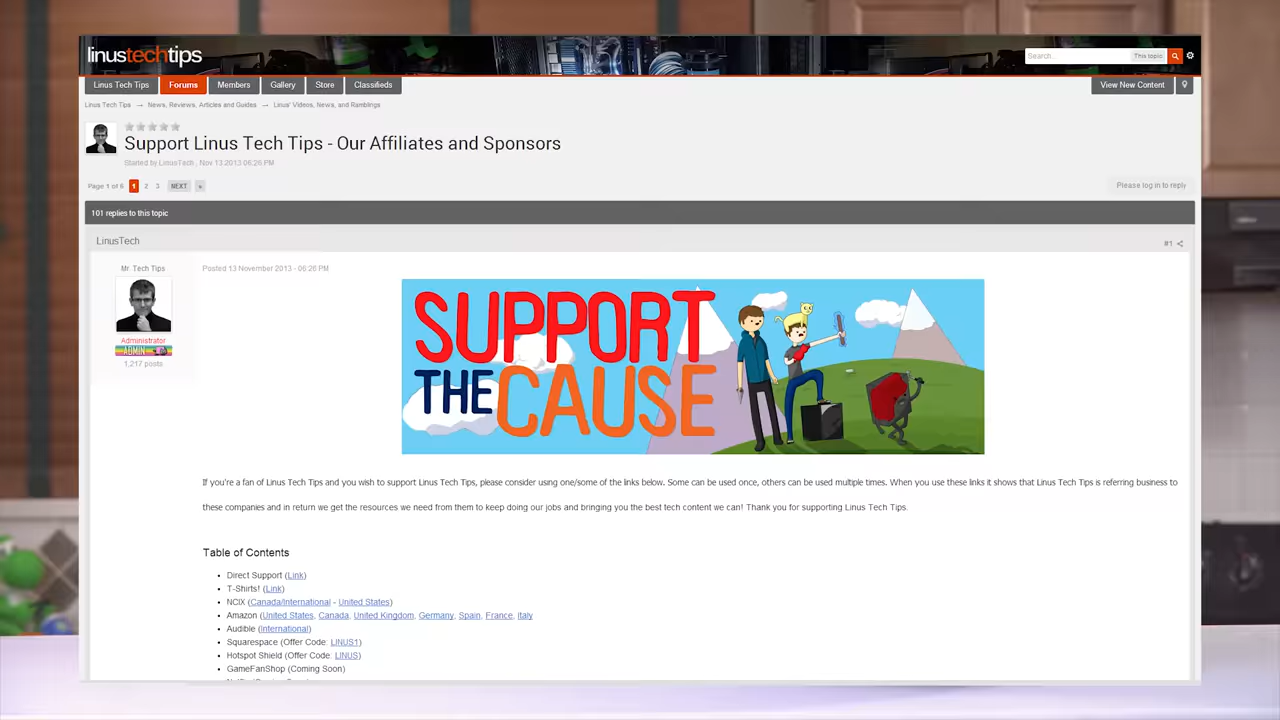 linustechtips
Search...
This topic
Linus Tech Tips
Forums
Members
Gallery
Store
Classifieds
View New Content
Linus Tech Tips → News, Reviews, Articles and Guides → Linus' Videos, News, and Ramblings
Support Linus Tech Tips - Our Affiliates and Sponsors
Started by LinusTech , Nov 13 2013 06:26 PM
Page 1 of 6 1 2 3 NEXT »
Please log in to reply
101 replies to this topic
LinusTech
#1
Mr. Tech Tips
Administrator
ADMIN
1,217 posts
Posted 13 November 2013 - 06:26 PM
SUPPORT
THE CAUSE
If you're a fan of Linus Tech Tips and you wish to support Linus Tech Tips, please consider using one/some of the links below. Some can be used once, others can be used multiple times. When you use these links it shows that Linus Tech Tips is referring business to
these companies and in return we get the resources we need from them to keep doing our jobs and bringing you the best tech content we can! Thank you for supporting Linus Tech Tips.
Table of Contents
• Direct Support (Link)
• T-Shirts! (Link)
• NCIX (Canada/International - United States)
• Amazon (United States, Canada, United Kingdom, Germany, Spain, France, Italy
• Audible (International)
• Squarespace (Offer Code: LINUS1)
• Hotspot Shield (Offer Code: LINUS)
• GameFanShop (Coming Soon)